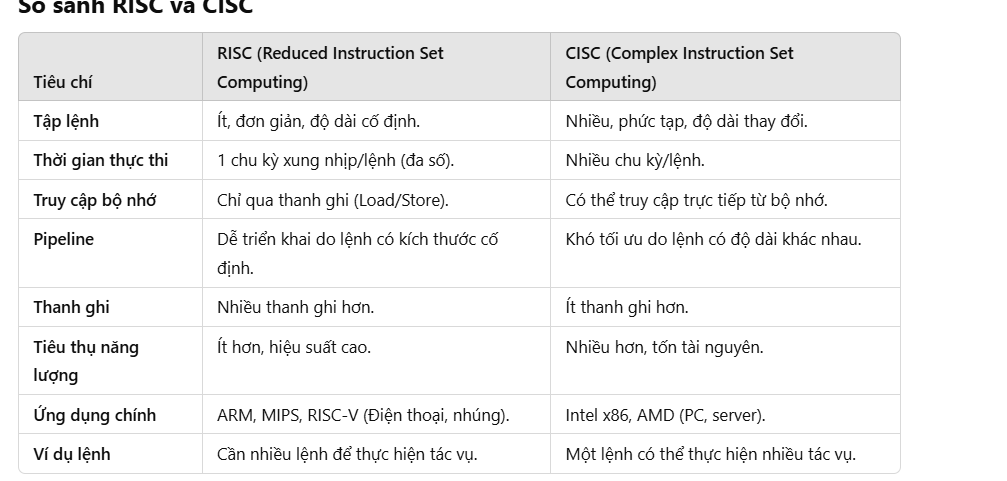 So sánh RISC và CISC
Tiêu chí
RISC (Reduced Instruction Set
Computing)
CISC (Complex Instruction Set
Computing)
Tập lệnh
Ít, đơn giản, độ dài cố định.
Nhiều, phức tạp, độ dài thay đổi.
Thời gian thực thi
1 chu kỳ xung nhịp/lệnh (đa số).
Nhiều chu kỳ/lệnh.
Truy cập bộ nhớ
Chỉ qua thanh ghi (Load/Store).
Có thể truy cập trực tiếp từ bộ nhớ.
Pipeline
Dễ triển khai do lệnh có kích thước cố
định.
Khó tối ưu do lệnh có độ dài khác nhau.
Thanh ghi
Nhiều thanh ghi hơn.
Ít thanh ghi hơn.
Tiêu thụ năng
lượng
Ít hơn, hiệu suất cao.
Nhiều hơn, tốn tài nguyên.
Ứng dụng chính
ARM, MIPS, RISC-V (Điện thoại, nhúng).
Intel x86, AMD (PC, server).
Ví dụ lệnh
Cần nhiều lệnh để thực hiện tác vụ.
Một lệnh có thể thực hiện nhiều tác vụ.